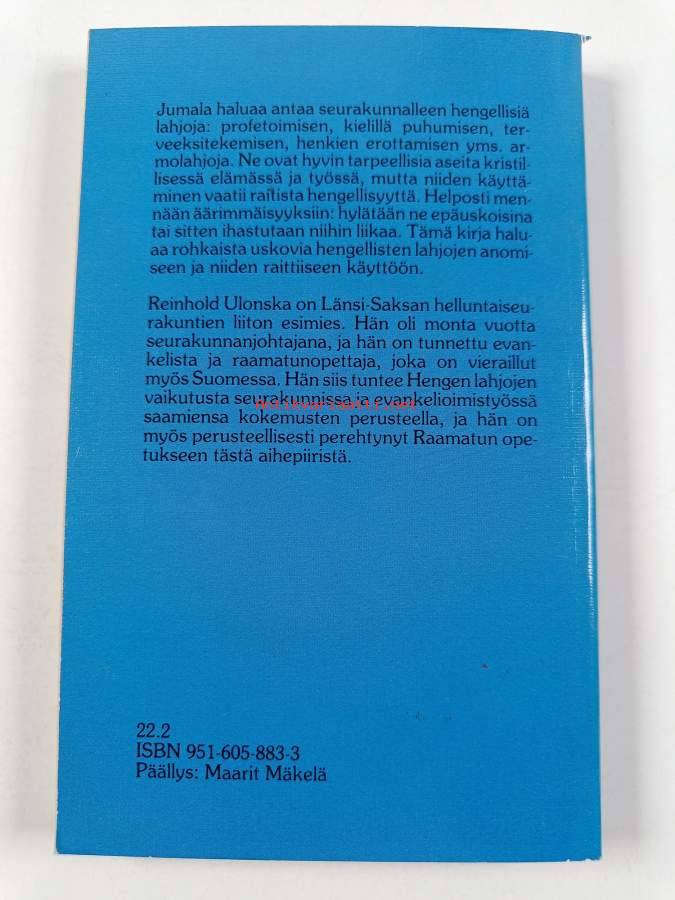 Jumala haluaa antaa seurakunnalleen hengellisiä
lahjoja: profetoimisen, kielillä puhumisen, ter-
veeksitekemisen, henkien erottamisen yms. ar-
molahjoja. Ne ovat hyvin tarpeellisia aseita kristil-
lisessä elämässä ja työssä, mutta niiden käyttä-
minen vaatii raitista hengellisyyttä. Helposti men-
nään äärimmäisyyksiin: hylätään ne epäuskoisina
tai sitten ihastutaan niihin liikaa. Tämä kirja halu-
aa rohkaista uskovia hengellisten lahjojen anomi-
seen ja niiden raittiiseen käyttöön.
Reinhold Ulonska on Länsi-Saksan helluntaiseu-
rakuntien liiton esimies. Hän oli monta vuotta
seurakunnanjohtajana, ja hän on tunnettu evan-
kelista ja raamatunopettaja, joka on vieraillut
myös Suomessa. Hän siis tuntee Hengen lahjojen
vaikutusta seurakunnissa ja evankelioimistyössä
saamiensa kokemusten perusteella, ja hän on
myös perusteellisesti perehtynyt Raamatun ope-
tukseen tästä aihepiiristä.
22.2
ISBN 951-605-883-3
Päällys: Maarit Mäkelä